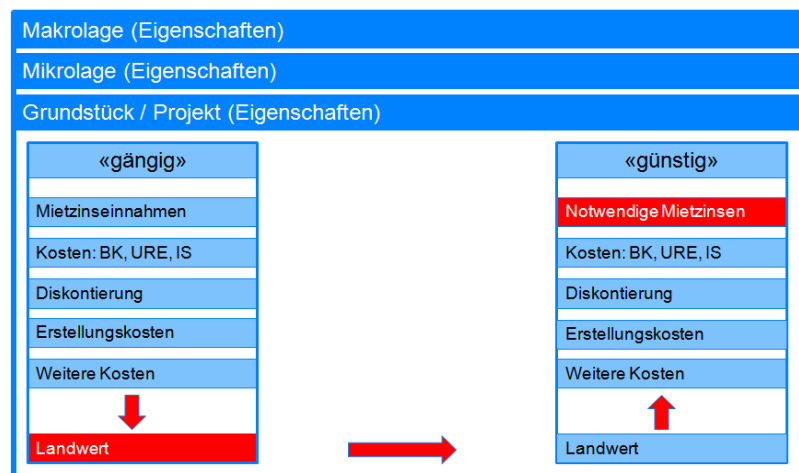 Makrolage (Eigenschaften)
Mikrolage (Eigenschaften)
Grundstück / Projekt (Eigenschaften)
«gängig»
Mietzinseinnahmen
Kosten: BK, URE, IS
Diskontierung
Erstellungskosten
Weitere Kosten
Landwert
«günstig»
Notwendige Mietzinsen
Kosten: BK, URE, IS
Diskontierung
Erstellungskosten
Weitere Kosten
Landwert